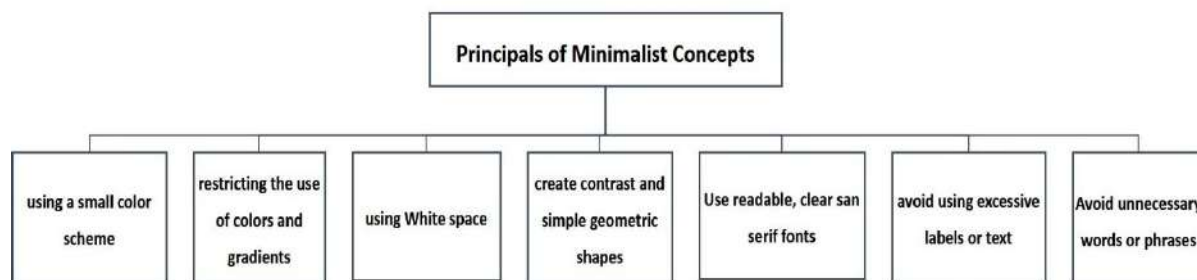 Principals of Minimalist Concepts
using a small color
scheme
restricting the use
of colors and
gradients
using White space
create contrast and
simple geometric
shapes
Use readable, clear san
serif fonts
avoid using excessive
labels or text
Avoid unnecessary
words or phrases